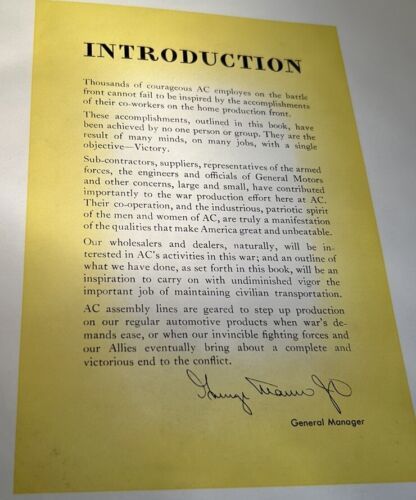 INTRODUCTION
Thousands of courageous AC employes on the battle
front cannot fail to be inspired by the accomplishments
of their co-workers on the home production front.
These accomplishments, outlined in this book, have
been achieved by no one person or group. They are the
result of many minds, on many jobs, with a single
objective—Victory.
Sub-contractors, suppliers, representatives of the armed
forces, the engineers and officials of General Motors
and other concerns, large and small, have contributed
importantly to the war production effort here at AC.
Their co-operation, and the industrious, patriotic spirit
of the men and women of AC, are truly a manifestation
of the qualities that make America great and unbeatable.
Our wholesalers and dealers, naturally, will be in-
terested in AC's activities in this war; and an outline of
what we have done, as set forth in this book, will be an
inspiration to carry on with undiminished vigor the
important job of maintaining civilian transportation.
AC assembly lines are geared to step up production
on our regular automotive products when war's de-
mands ease, or when our invincible fighting forces and
our Allies eventually bring about a complete and
victorious end to the conflict.
George Mann Jr
General Manager